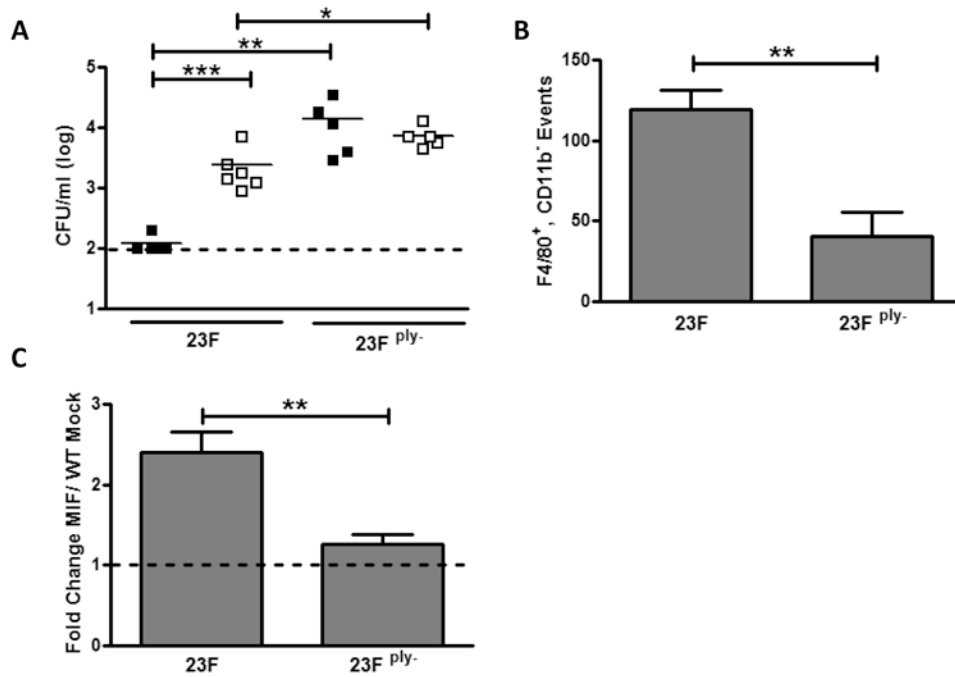 A
*
**
***
CFU/ml (log)
5
4
3
2
1
23F
23F ply-
B
**
F4/80+, CD11b- Events
150
100
50
0
23F
23F ply-
C
**
Fold Change MIF/ WT Mock
3
2
1
0
23F
23F ply-